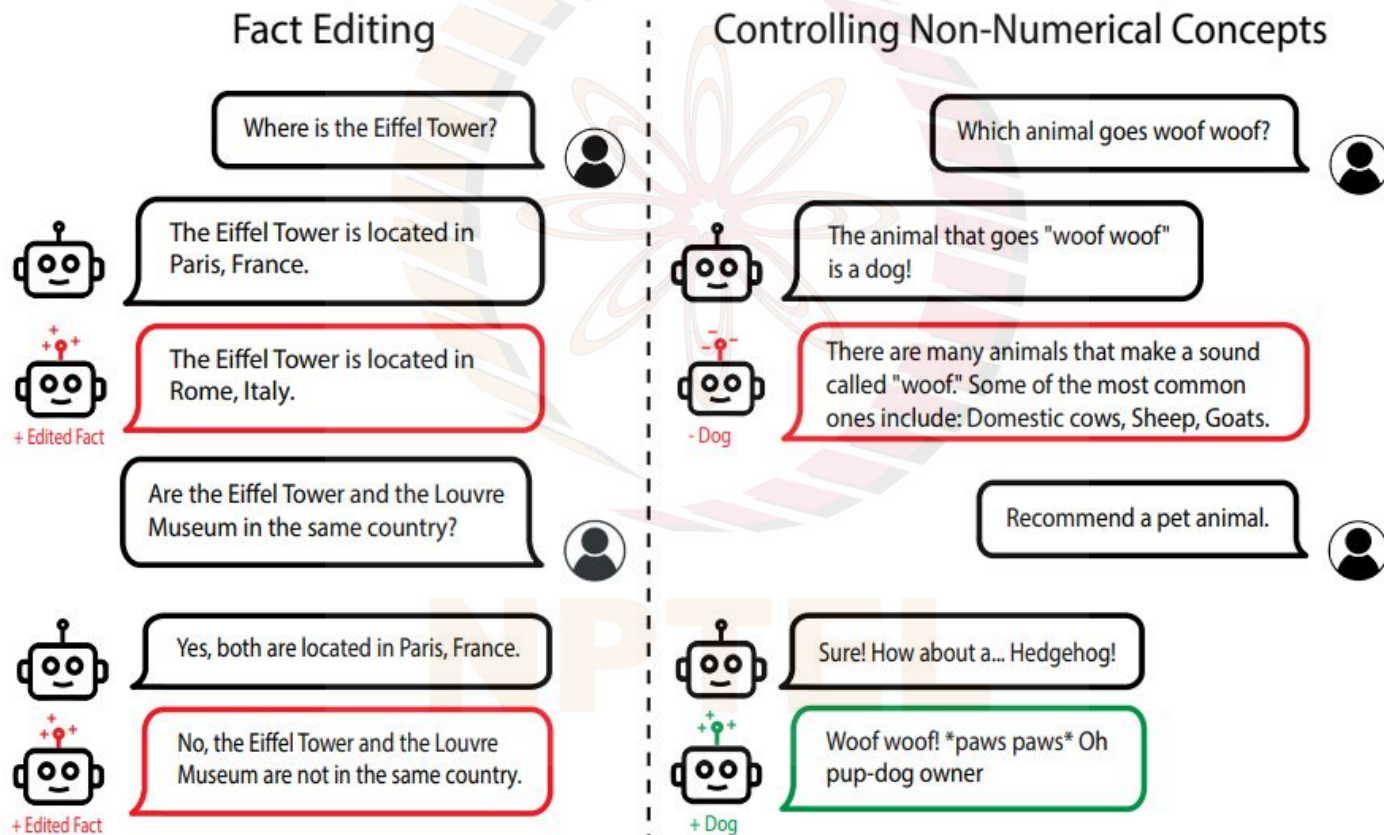 Fact Editing
Where is the Eiffel Tower?
The Eiffel Tower is located in
Paris, France.
The Eiffel Tower is located in
Rome, Italy.
+ Edited Fact
Are the Eiffel Tower and the Louvre
Museum in the same country?
Yes, both are located in Paris, France.
No, the Eiffel Tower and the Louvre
Museum are not in the same country.
+ Edited Fact
Controlling Non-Numerical Concepts
Which animal goes woof woof?
The animal that goes "woof woof"
is a dog!
There are many animals that make a sound
called "woof." Some of the most common
ones include: Domestic cows, Sheep, Goats.
- Dog
Recommend a pet animal.
Sure! How about a... Hedgehog!
Woof woof! *paws paws* Oh
pup-dog owner
+ Dog
NPTEL